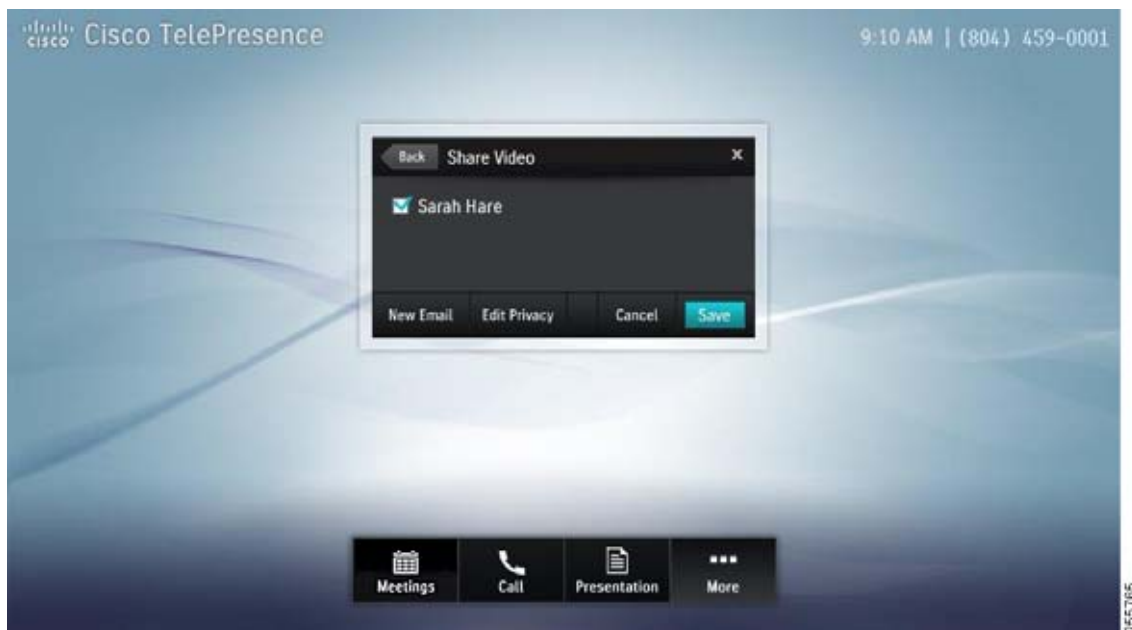 cisco Cisco TelePresence
9:10 AM | (804) 459-0001
Back Share Video x
Sarah Hare
New Email Edit Privacy Cancel Save
Meetings Call Presentation More